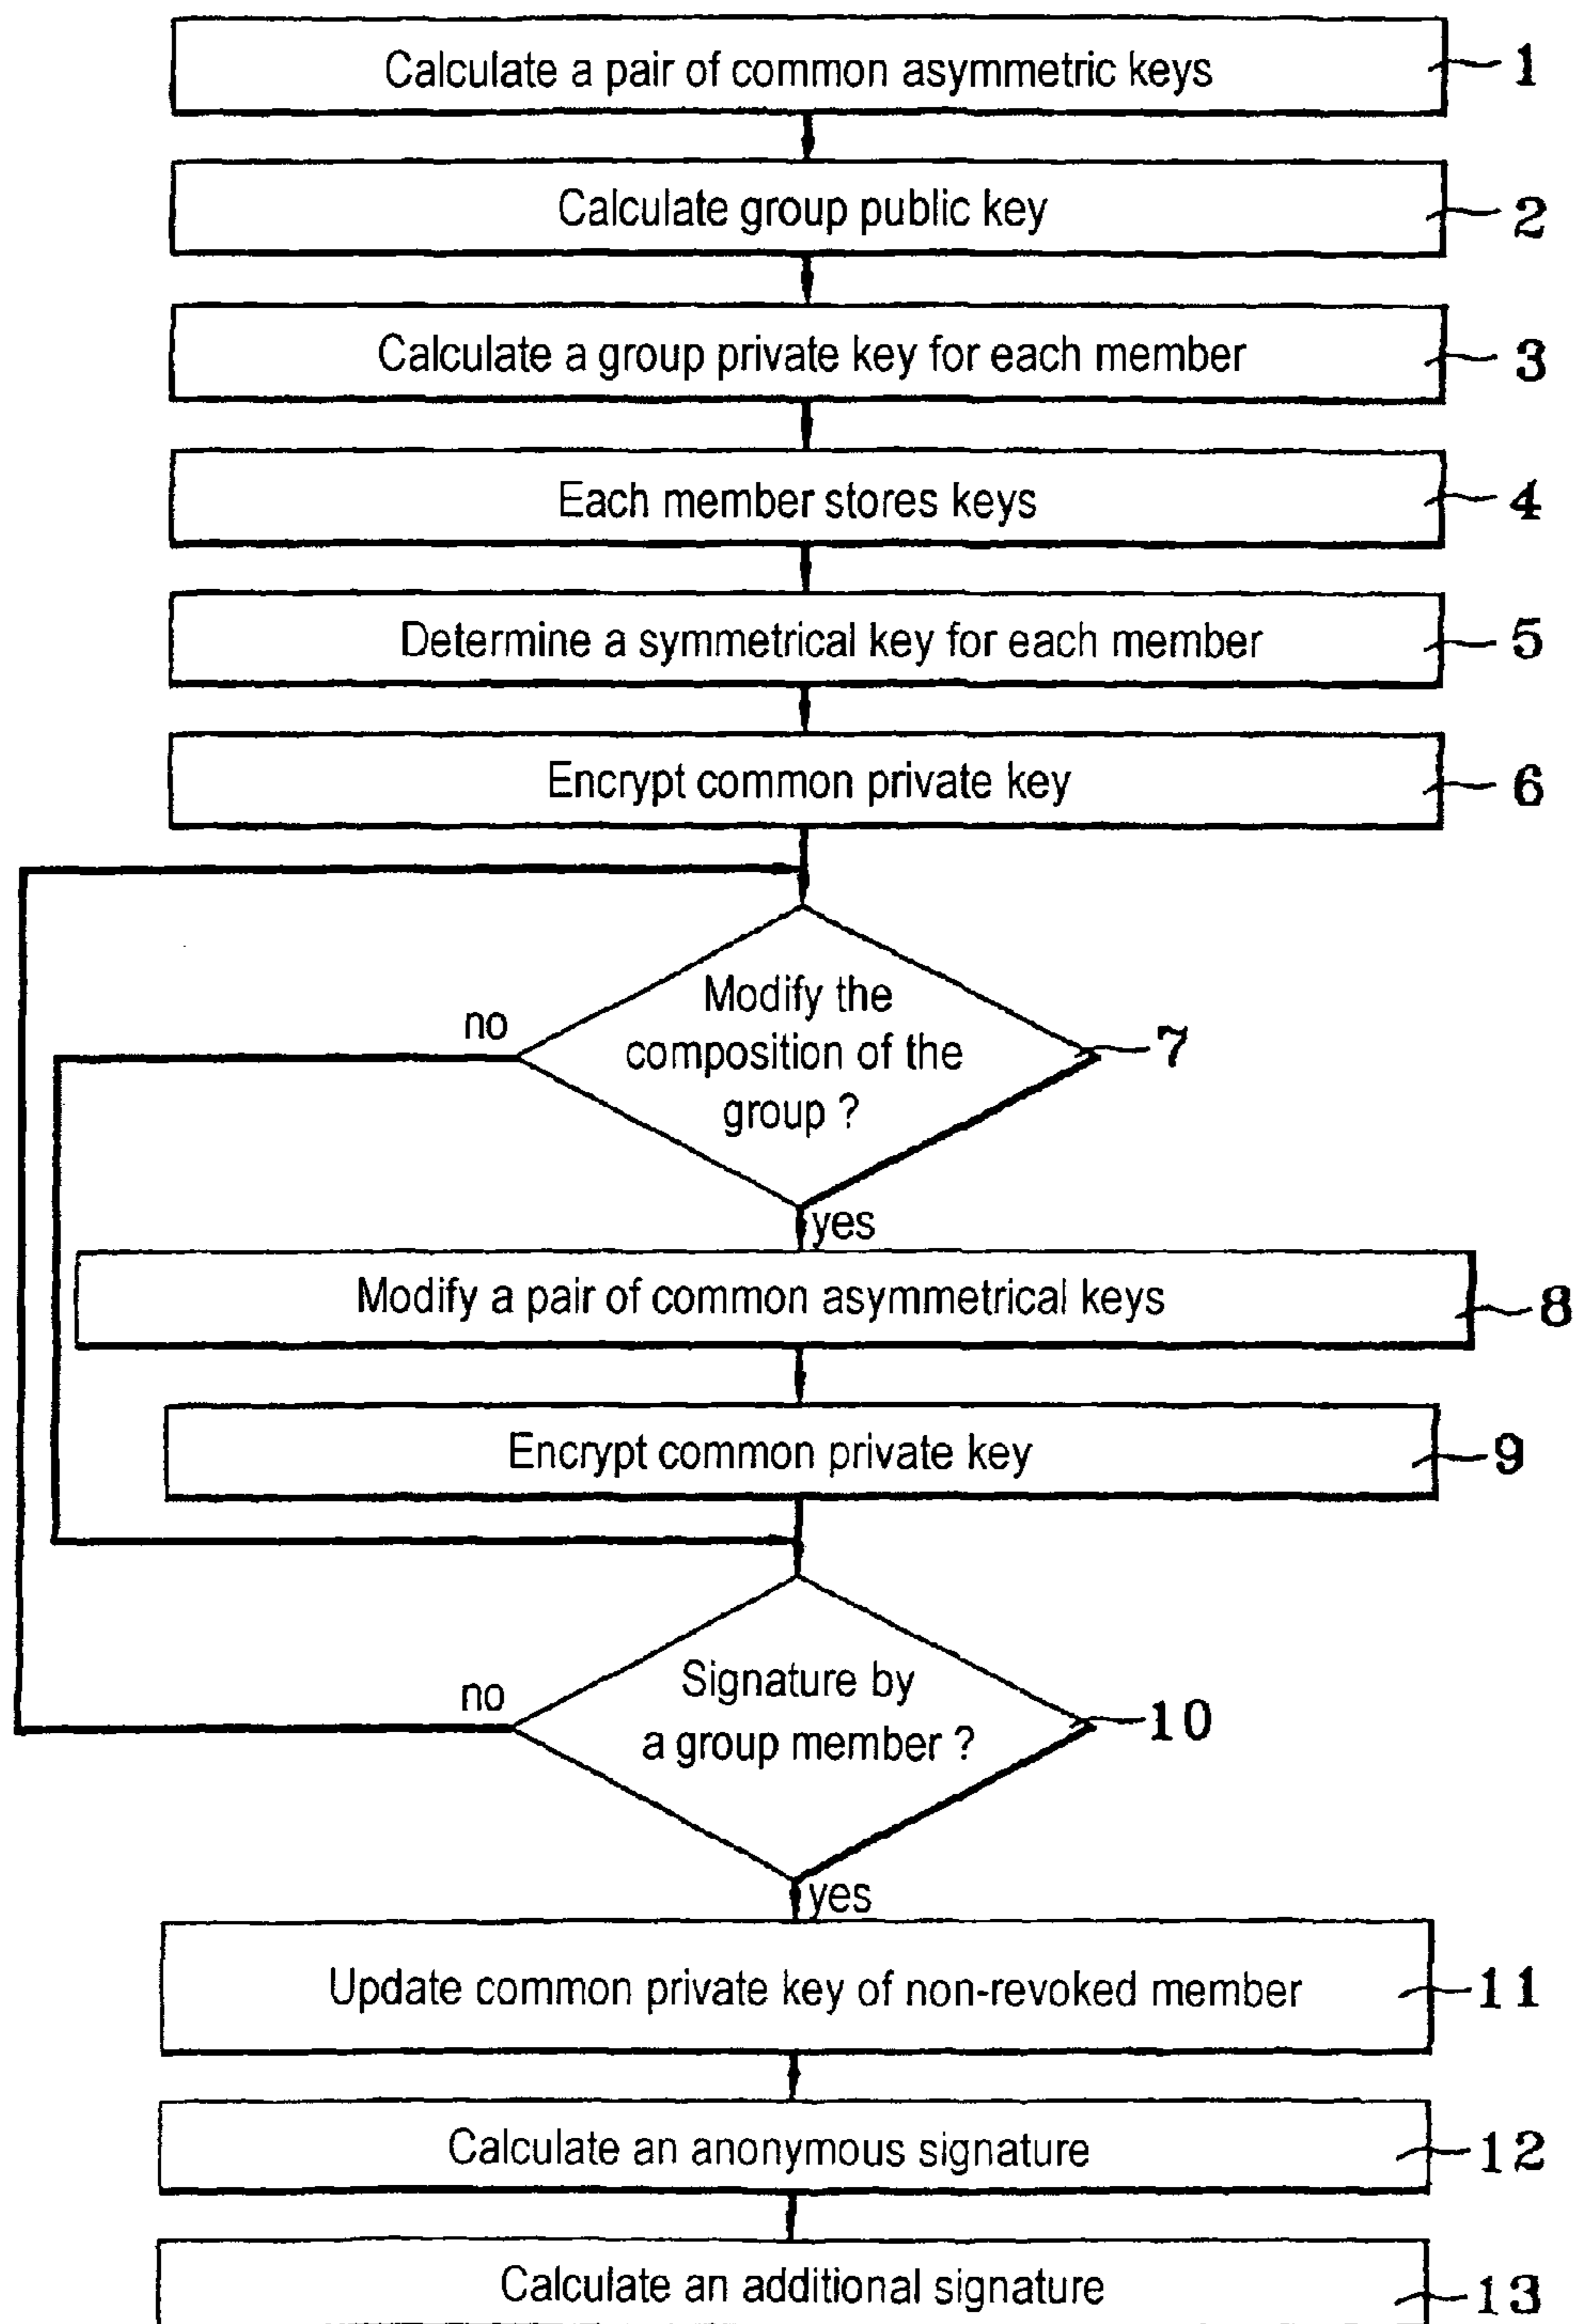 Calculate a pair of common asymmetric keys 1
Calculate group public key 2
Calculate a group private key for each member 3
Each member stores keys 4
Determine a symmetrical key for each member 5
Encrypt common private key 6
Modify the
no
composition of the 7
group ?
yes
Modify a pair of common asymmetrical keys 8
Encrypt common private key 9
Signature by
no
a group member ? 10
yes
Update common private key of non-revoked member 11
Calculate an anonymous signature 12
Calculate an additional signature 13